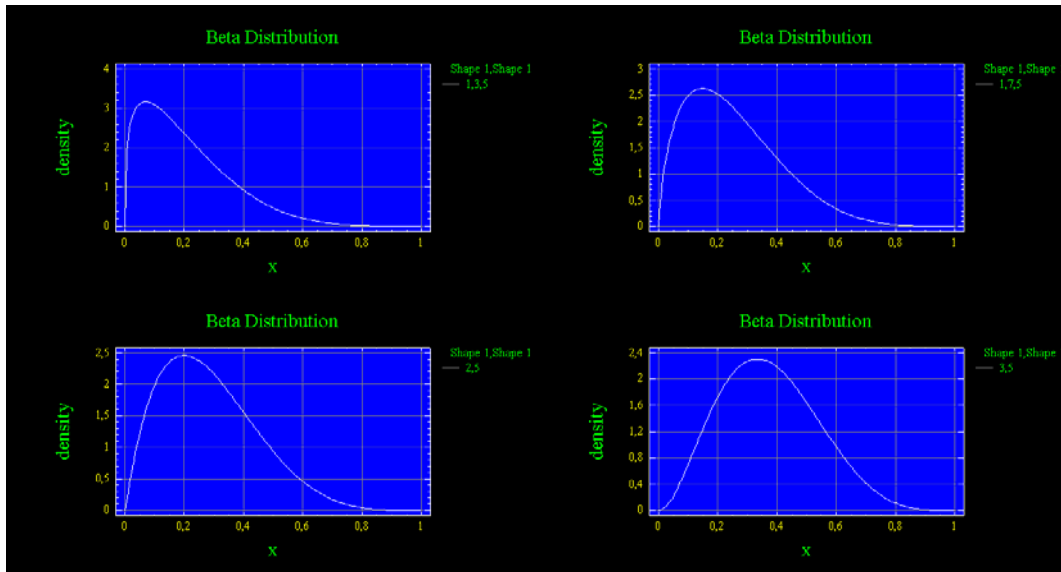 Beta Distribution
Shape 1,Shape 1
1,3,5
density
4
3
2
1
0
0 0,2 0,4 0,6 0,8 1
x
Beta Distribution
Shape 1,Shape
1,7,5
density
3
2,5
2
1,5
1
0,5
0
0 0,2 0,4 0,6 0,8 1
x
Beta Distribution
Shape 1,Shape 1
2,5
density
2,5
2
1,5
1
0,5
0
0 0,2 0,4 0,6 0,8 1
x
Beta Distribution
Shape 1,Shape
3,5
density
2,4
2
1,6
1,2
0,8
0,4
0
0 0,2 0,4 0,6 0,8 1
x